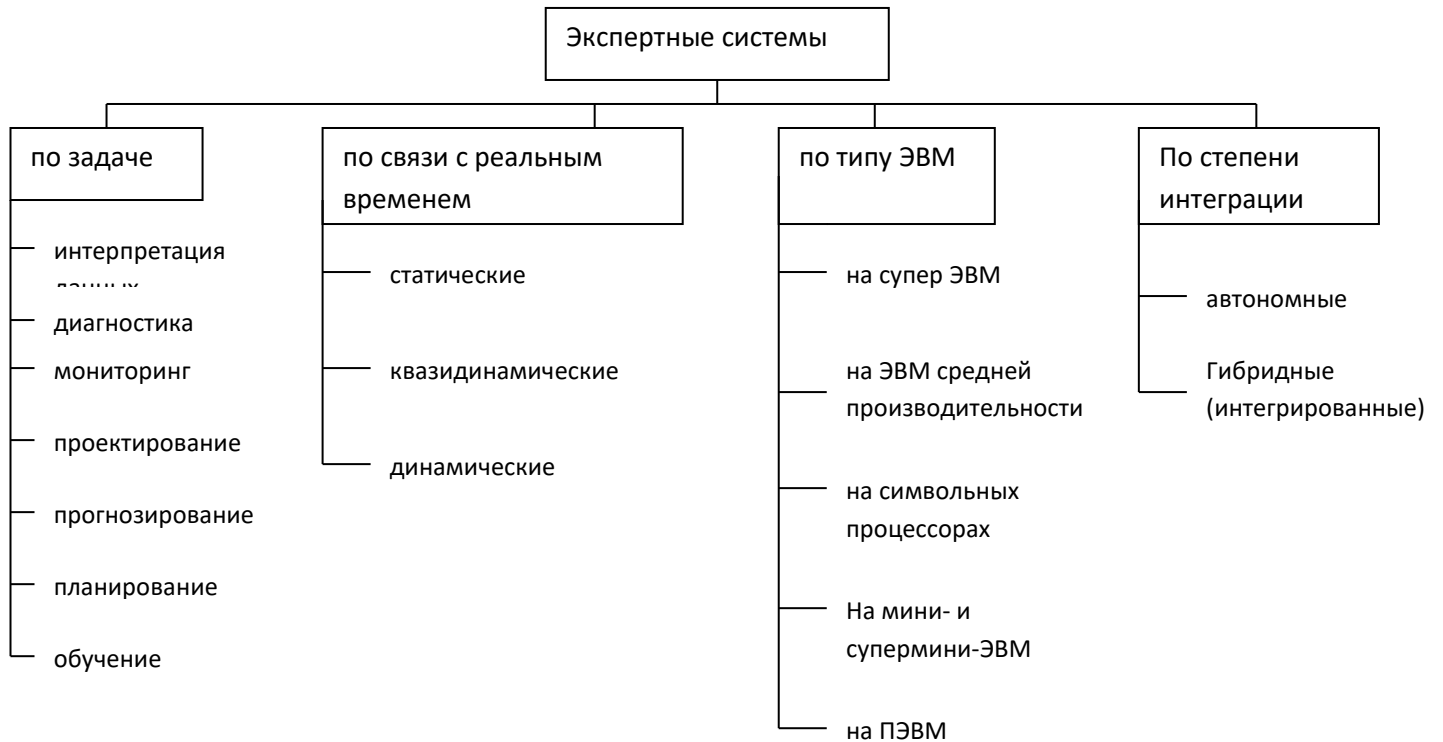 Экспертные системы
по задаче
интерпретация
диагностика
мониторинг
проектирование
прогнозирование
планирование
обучение
по связи с реальным
временем
статические
квазидинамические
динамические
по типу ЭВМ
на супер ЭВМ
на ЭВМ средней
производительности
на символьных
процессорах
На мини- и
супермини-ЭВМ
на ПЭВМ
По степени
интеграции
автономные
Гибридные
(интегрированные)